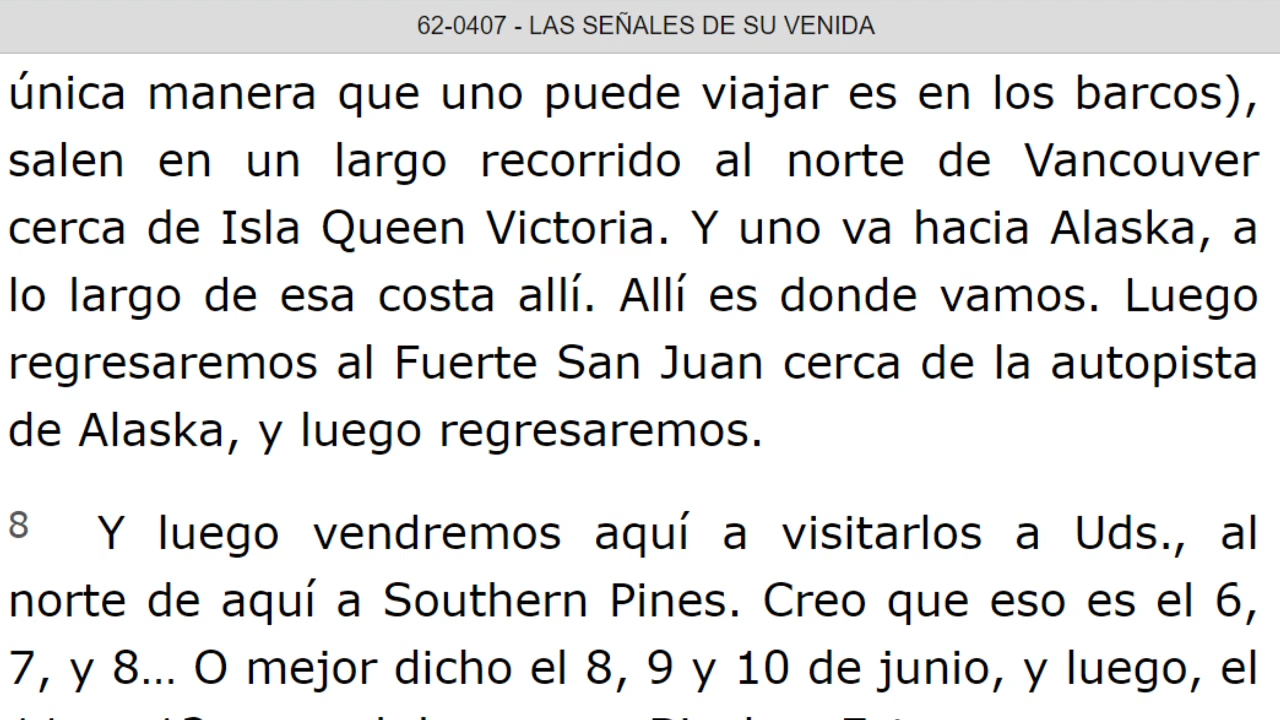 62-0407 - LAS SEÑALES DE SU VENIDA
única manera que uno puede viajar es en los barcos),
salen en un largo recorrido al norte de Vancouver
cerca de Isla Queen Victoria. Y uno va hacia Alaska, a
lo largo de esa costa allí. Allí es donde vamos. Luego
regresaremos al Fuerte San Juan cerca de la autopista
de Alaska, y luego regresaremos.
8 Y luego vendremos aquí a visitarlos a Uds., al
norte de aquí a Southern Pines. Creo que eso es el 6,
7, y 8... O mejor dicho el 8, 9 y 10 de junio, y luego, el